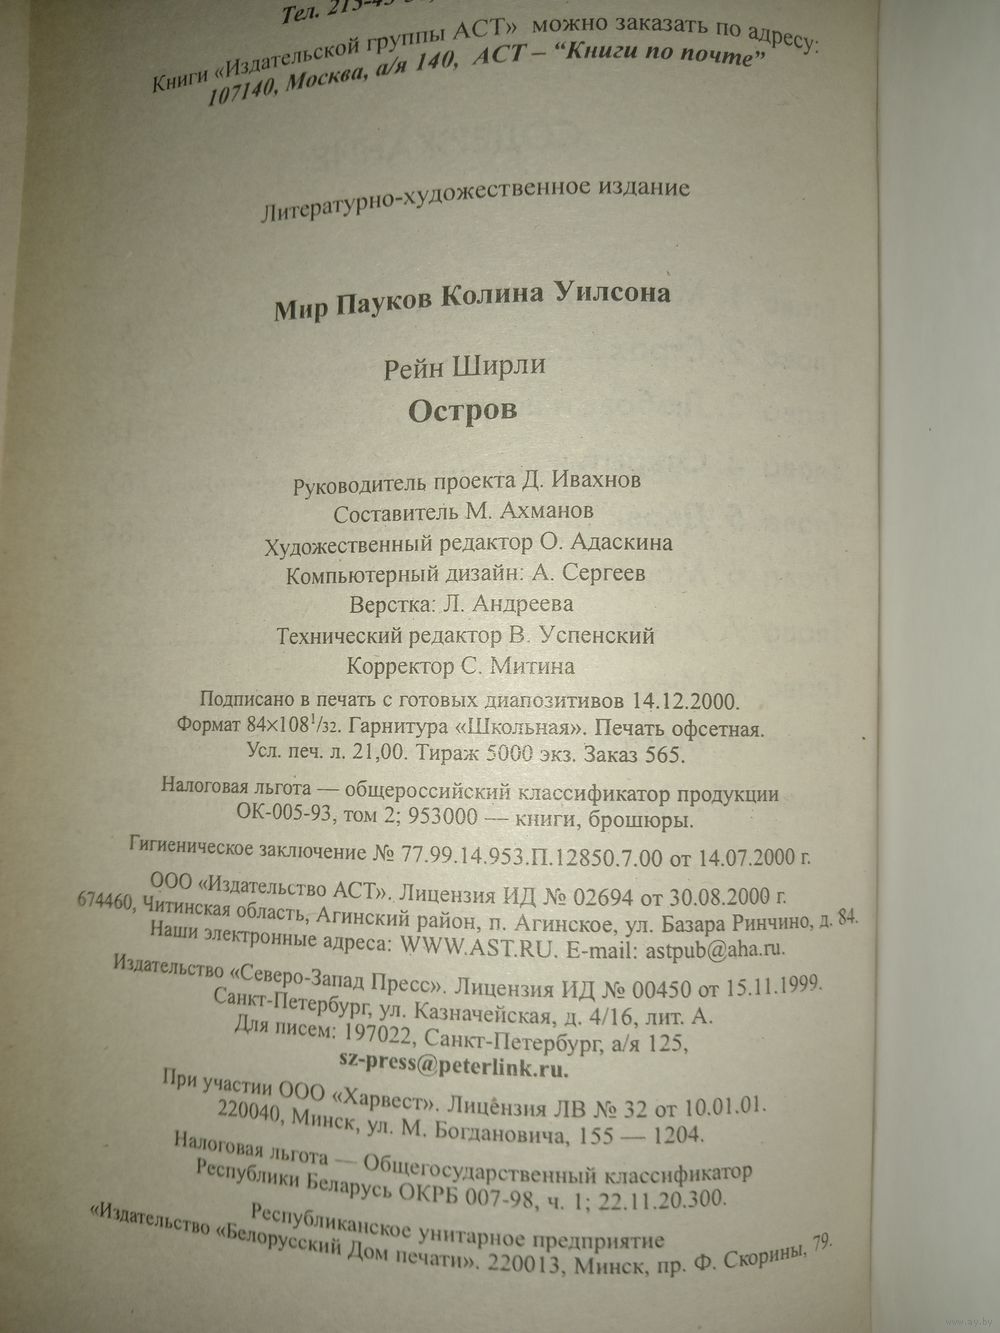 Тел. 215-
Книги «Издательской группы АСТ» можно заказать по адресу:
107140, Москва, а/я 140, АСТ – “Книги по почте”
Литературно-художественное издание
Мир Пауков Колина Уилсона
Рейн Ширли
Остров
Руководитель проекта Д. Ивахнов
Составитель М. Ахманов
Художественный редактор О. Адаскина
Компьютерный дизайн: А. Сергеев
Верстка: Л. Андреева
Технический редактор В. Успенский
Корректор С. Митина
Подписано в печать с готовых диапозитивов 14.12.2000.
Формат 84×108¹/32. Гарнитура «Школьная». Печать офсетная.
Усл. печ. л. 21,00. Тираж 5000 экз. Заказ 565.
Налоговая льгота — общероссийский классификатор продукции
ОК-005-93, том 2; 953000 — книги, брошюры.
Гигиеническое заключение № 77.99.14.953.П.12850.7.00 от 14.07.2000 г.
ООО «Издательство АСТ». Лицензия ИД № 02694 от 30.08.2000 г.
674460, Читинская область, Агинский район, п. Агинское, ул. Базара Ринчино, д. 84.
Наши электронные адреса: WWW.AST.RU. E-mail: astpub@aha.ru.
Издательство «Северо-Запад Пресс». Лицензия ИД № 00450 от 15.11.1999.
Санкт-Петербург, ул. Казначейская, д. 4/16, лит. А.
Для писем: 197022, Санкт-Петербург, а/я 125,
sz-press@peterlink.ru.
При участии ООО «Харвест». Лицензия ЛВ № 32 от 10.01.01.
220040, Минск, ул. М. Богдановича, 155 — 1204.
Налоговая льгота — Общегосударственный классификатор
Республики Беларусь ОКРБ 007-98, ч. 1; 22.11.20.300.
Республиканское унитарное предприятие
«Издательство «Белорусский Дом печати». 220013, Минск, пр. Ф. Скорины, 79.
www.ay.by